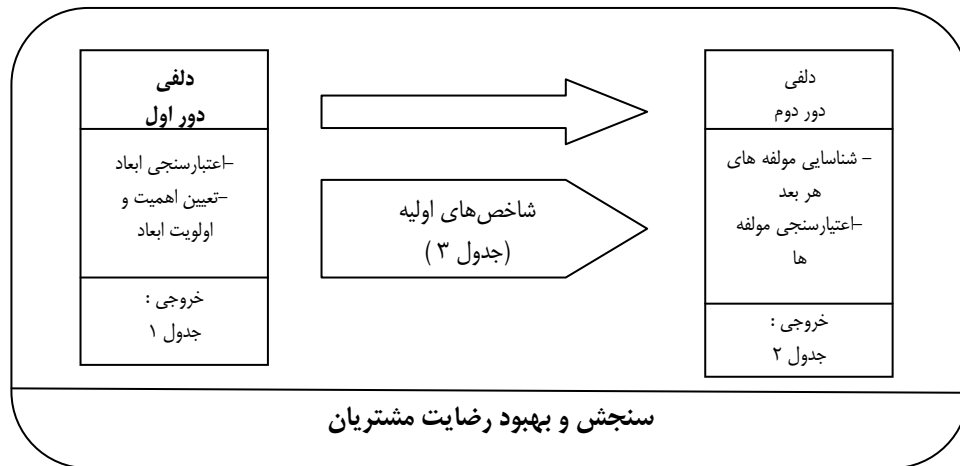 دلفی
دور اول
-اعتبارسنجی ابعاد
-تعیین اهمیت و
اولویت ابعاد
خروجی :
جدول ۱
شاخص‌های اولیه
(جدول ۳ )
دلفی
دور دوم
- شناسایی مولفه های
هر بعد
-اعتیارسنجی مولفه
ها
خروجی :
جدول ۲
سنجش و بهبود رضایت مشتریان